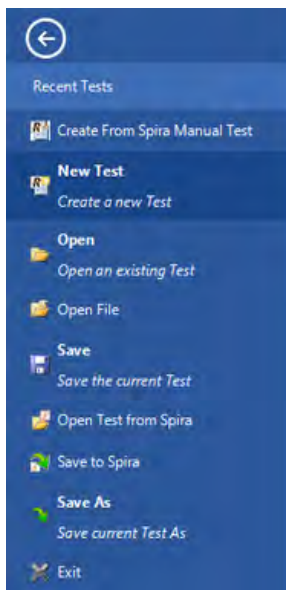 Recent Tests
Create From Spira Manual Test
New Test
Create a new Test
Open
Open an existing Test
Open File
Save
Save the current Test
Open Test from Spira
Save to Spira
Save As
Save current Test As
Exit